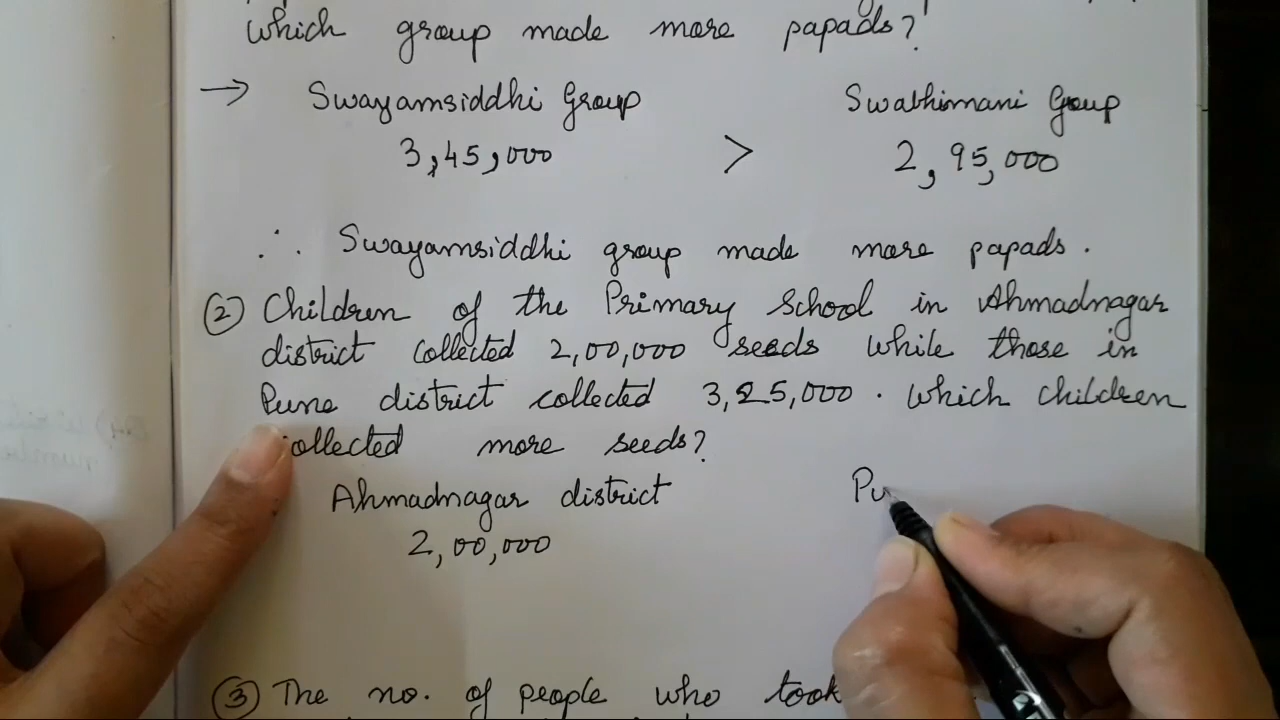 which group made more papads?
→ Swayamsiddhi Group Swabhimani Group
3,45,000 > 2,95,000
∴ Swayamsiddhi group made more papads.
② Children of the Primary School in Ahmadnagar
district collected 2,00,000 seeds while those in
Pune district collected 3,25,000. Which children
collected more seeds?
Ahmadnagar district Pu
2,00,000
③ The no. of people who took